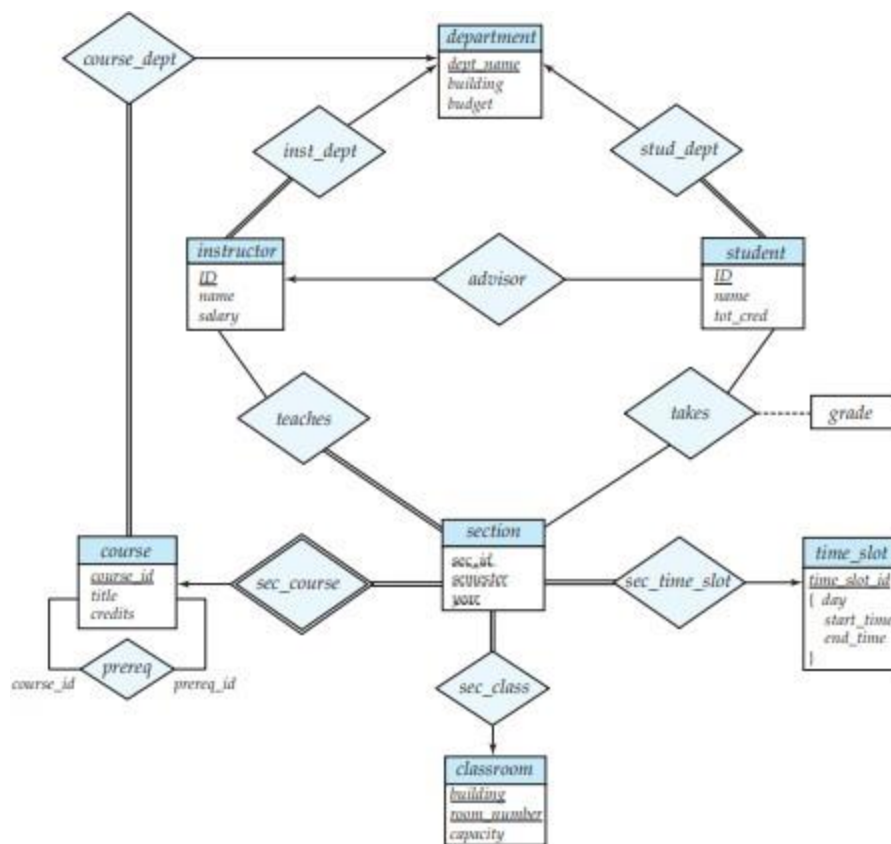 department
course_dept
dept_name
building
budget
inst_dept
stud_dept
instructor
ID
name
salary
advisor
student
ID
name
tot_cred
teaches
takes
grade
course
course_id
title
credits
sec_course
section
sec_id
semester
year
sec_time_slot
time_slot
time_slot_id
{ day
start_time
end_time
}
prereq
course_id
prereq_id
sec_class
classroom
building
room_number
capacity